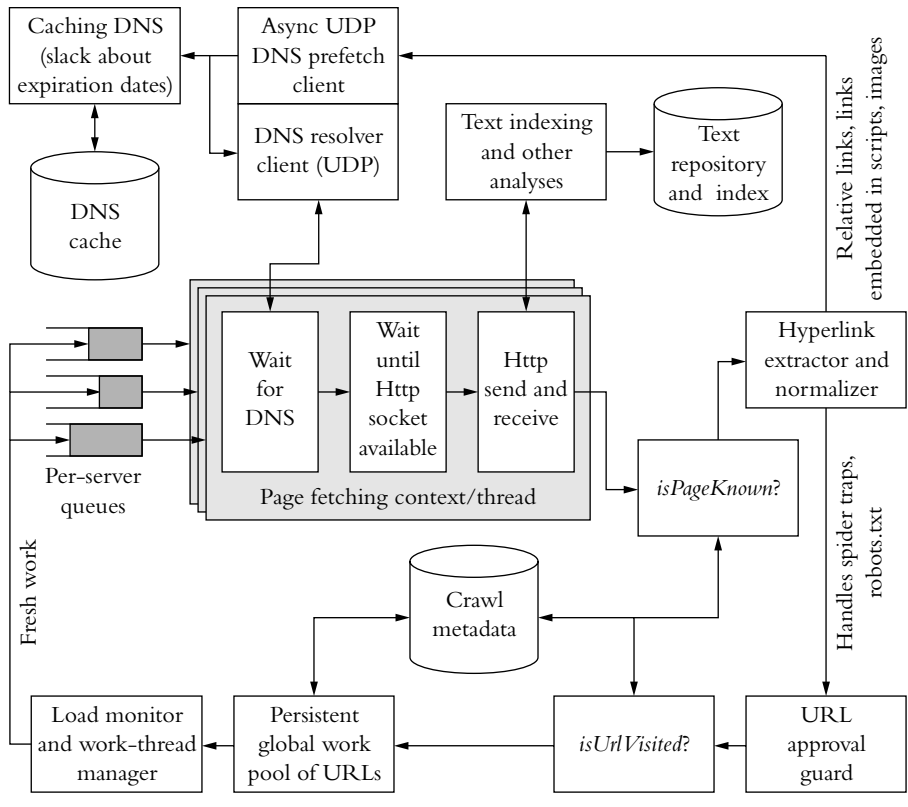 Caching DNS
(slack about
expiration dates)
Async UDP
DNS prefetch
client
DNS resolver
client (UDP)
DNS
cache
Text indexing
and other
analyses
Text
repository
and index
Relative links, links
embedded in scripts, images
Wait
for
DNS
Wait
until
Http
socket
available
Http
send and
receive
Page fetching context/thread
Per-server
queues
Hyperlink
extractor and
normalizer
isPageKnown?
Handles spider traps,
robots.txt
Fresh work
Crawl
metadata
Load monitor
and work-thread
manager
Persistent
global work
pool of URLs
isUrlVisited?
URL
approval
guard